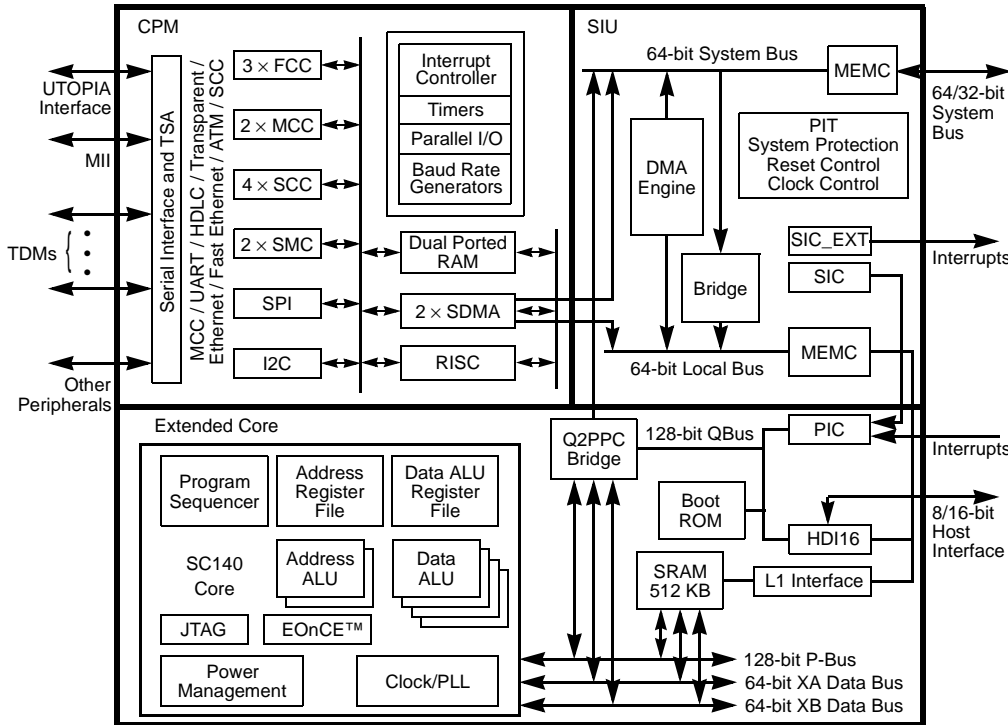 CPM
SIU
UTOPIA
Interface
MII
TDMs
{
Other
Peripherals
Serial Interface and TSA
MCC / UART / HDLC / Transparent /
Ethernet / Fast Ethernet / ATM / SCC
3 × FCC
2 × MCC
4 × SCC
2 × SMC
SPI
I2C
Interrupt
Controller
Timers
Parallel I/O
Baud Rate
Generators
Dual Ported
RAM
2 × SDMA
RISC
64-bit System Bus
MEMC
64/32-bit
System
Bus
DMA
Engine
PIT
System Protection
Reset Control
Clock Control
SIC_EXT
Interrupts
SIC
Bridge
MEMC
64-bit Local Bus
Extended Core
Program
Sequencer
Address
Register
File
Data ALU
Register
File
SC140
Core
Address
ALU
Data
ALU
JTAG
EOnCE™
Power
Management
Clock/PLL
Q2PPC
Bridge
128-bit QBus
PIC
Interrupts
Boot
ROM
HDI16
8/16-bit
Host
Interface
SRAM
512 KB
L1 Interface
128-bit P-Bus
64-bit XA Data Bus
64-bit XB Data Bus